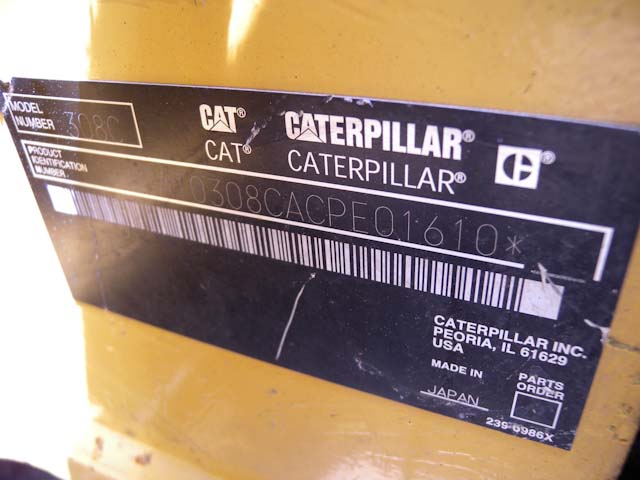 MODEL
NUMBER 308C
CAT® CATERPILLAR®
CAT® CATERPILLAR®
C®
PRODUCT
IDENTIFICATION
NUMBER
0308CACPE01610*
CATERPILLAR INC.
PEORIA, IL 61629
USA
MADE IN
JAPAN
PARTS
ORDER